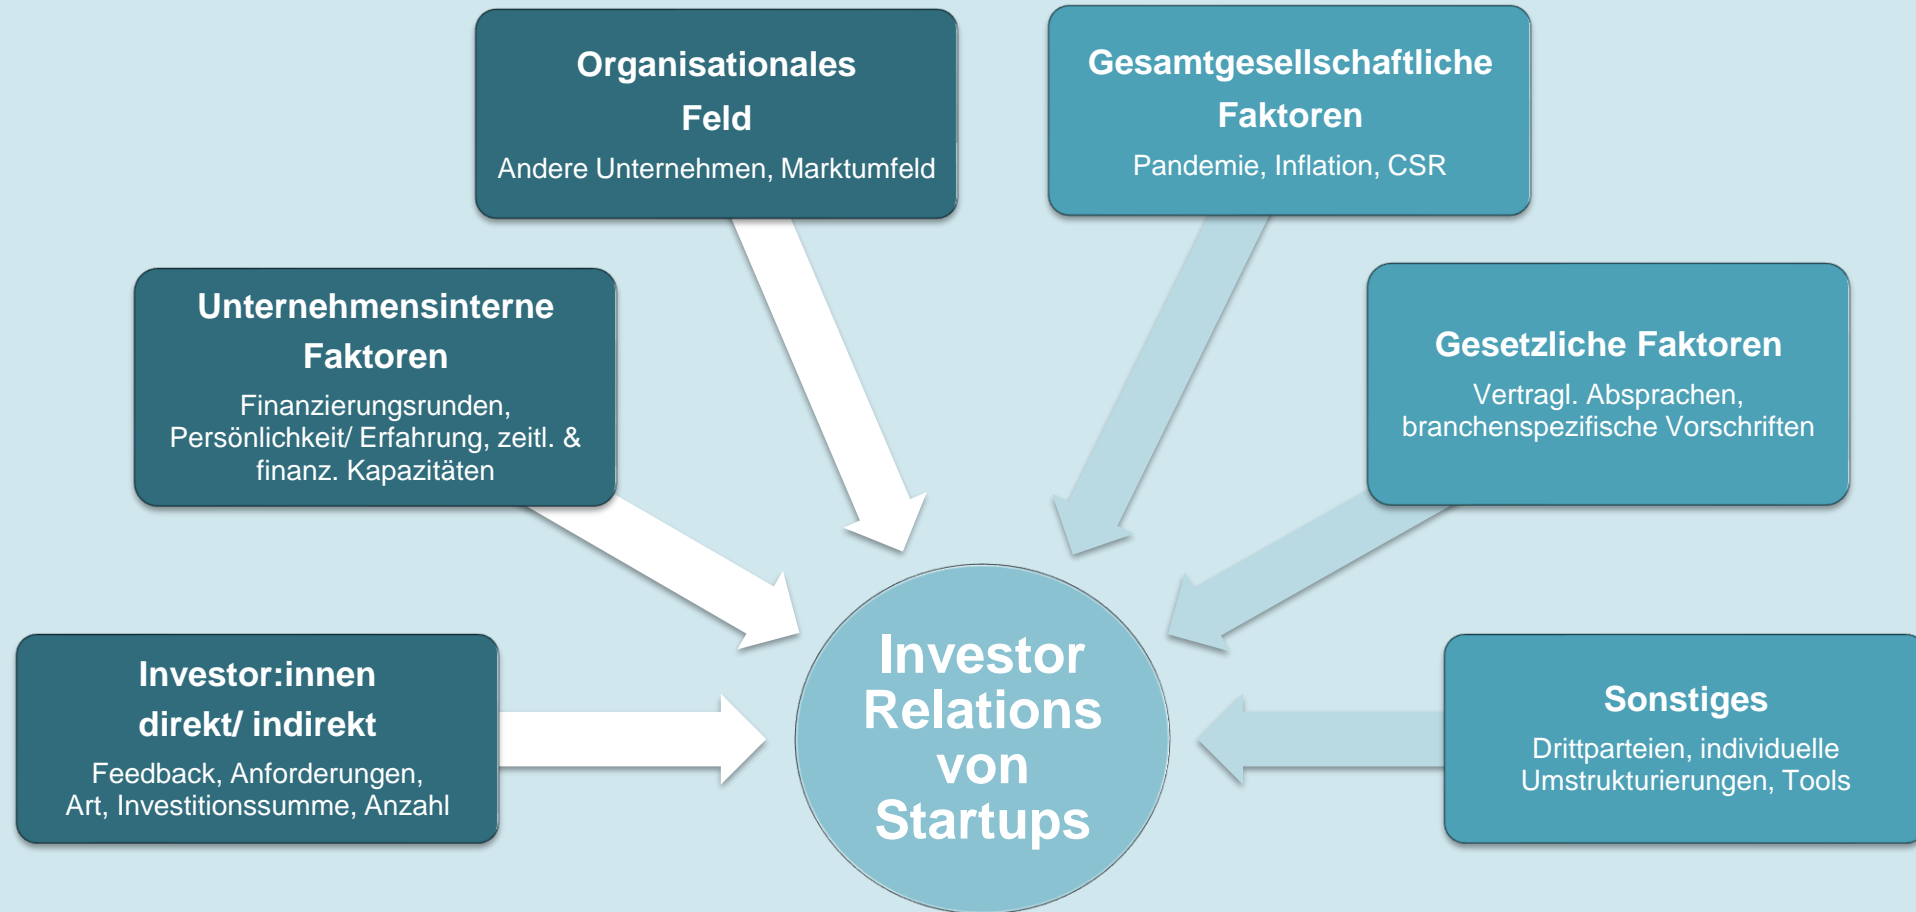 Organisationales
Feld
Andere Unternehmen, Marktumfeld
Gesamtgesellschaftliche
Faktoren
Pandemie, Inflation, CSR
Unternehmensinterne
Faktoren
Finanzierungsrunden,
Persönlichkeit/ Erfahrung, zeitl. &
finanz. Kapazitäten
Gesetzliche Faktoren
Vertragl. Absprachen,
branchenspezifische Vorschriften
Investor:innen
direkt/ indirekt
Feedback, Anforderungen,
Art, Investitionssumme, Anzahl
Investor
Relations
von
Startups
Sonstiges
Drittparteien, individuelle
Umstrukturierungen, Tools